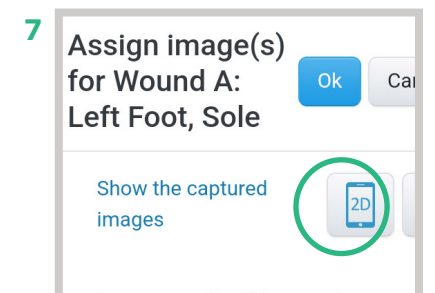 7
Assign image(s)
for Wound A:
Left Foot, Sole
Ok
Show the captured
images
2D